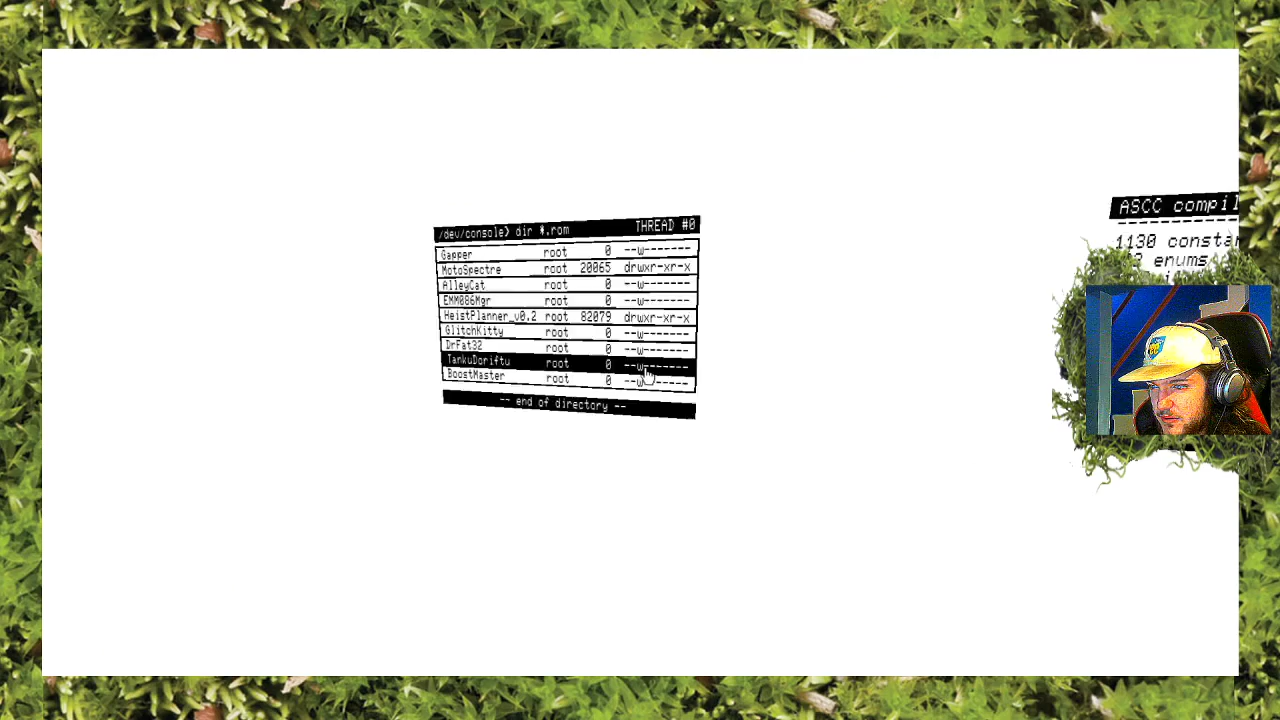 /dev/console> dir *.rom THREAD #0
Gapper root 0 --w-------
MotoSpectre root 20065 drwxr-xr-x
AlleyCat root 0 --w-------
EMM086Mgr root 0 --w-------
HeistPlanner_v0.2 root 82079 drwxr-xr-x
GlitchKitty root 0 --w-------
DrFat32 root 0 --w-------
TankuDoriftu root 0 --w-------
BoostMaster root 0 --w-------
-- end of directory --
ASCC compil
1130 constan
enums